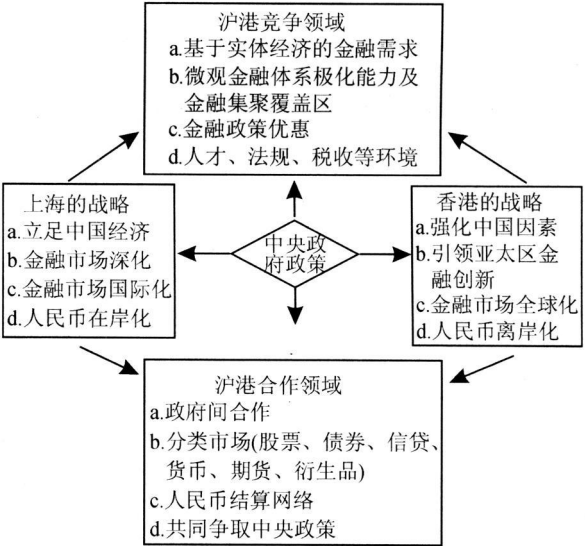 沪港竞争领域
a.基于实体经济的金融需求
b.微观金融体系极化能力及
金融集聚覆盖区
c.金融政策优惠
d.人才、法规、税收等环境
上海的战略
a.立足中国经济
b.金融市场深化
c.金融市场国际化
d.人民币在岸化
中央政
府政策
香港的战略
a.强化中国因素
b.引领亚太区金
融创新
c.金融市场全球化
d.人民币离岸化
沪港合作领域
a.政府间合作
b.分类市场(股票、债券、信贷、
货币、期货、衍生品)
c.人民币结算网络
d.共同争取中央政策